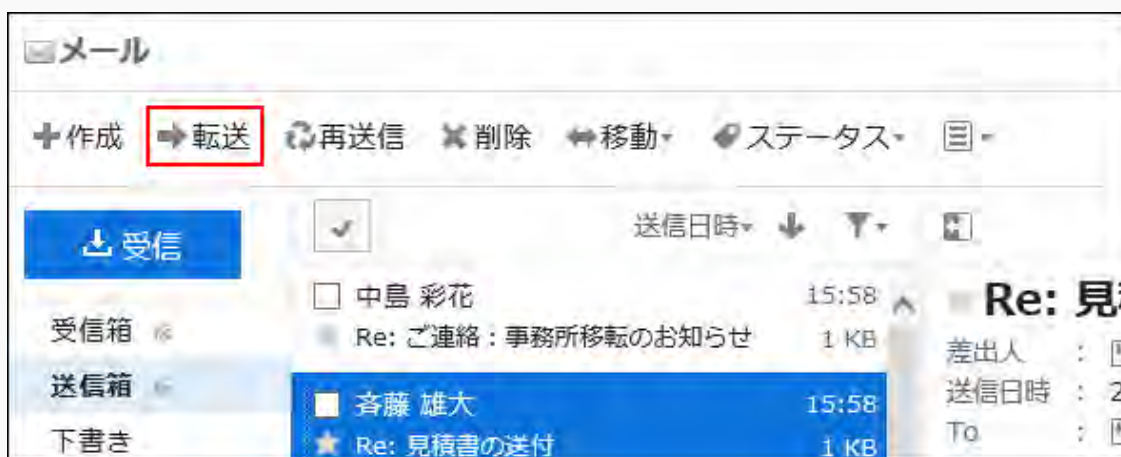 メール
作成 転送 再送信 削除 移動 ステータス
受信
送信日時
中島 彩花 15:58
Re: ご連絡：事務所移転のお知らせ 1 KB
斉藤 雄大 15:58
Re: 見積書の送付 1 KB
受信箱
送信箱
下書き
Re: 見
差出人 :
送信日時 : 2
To :